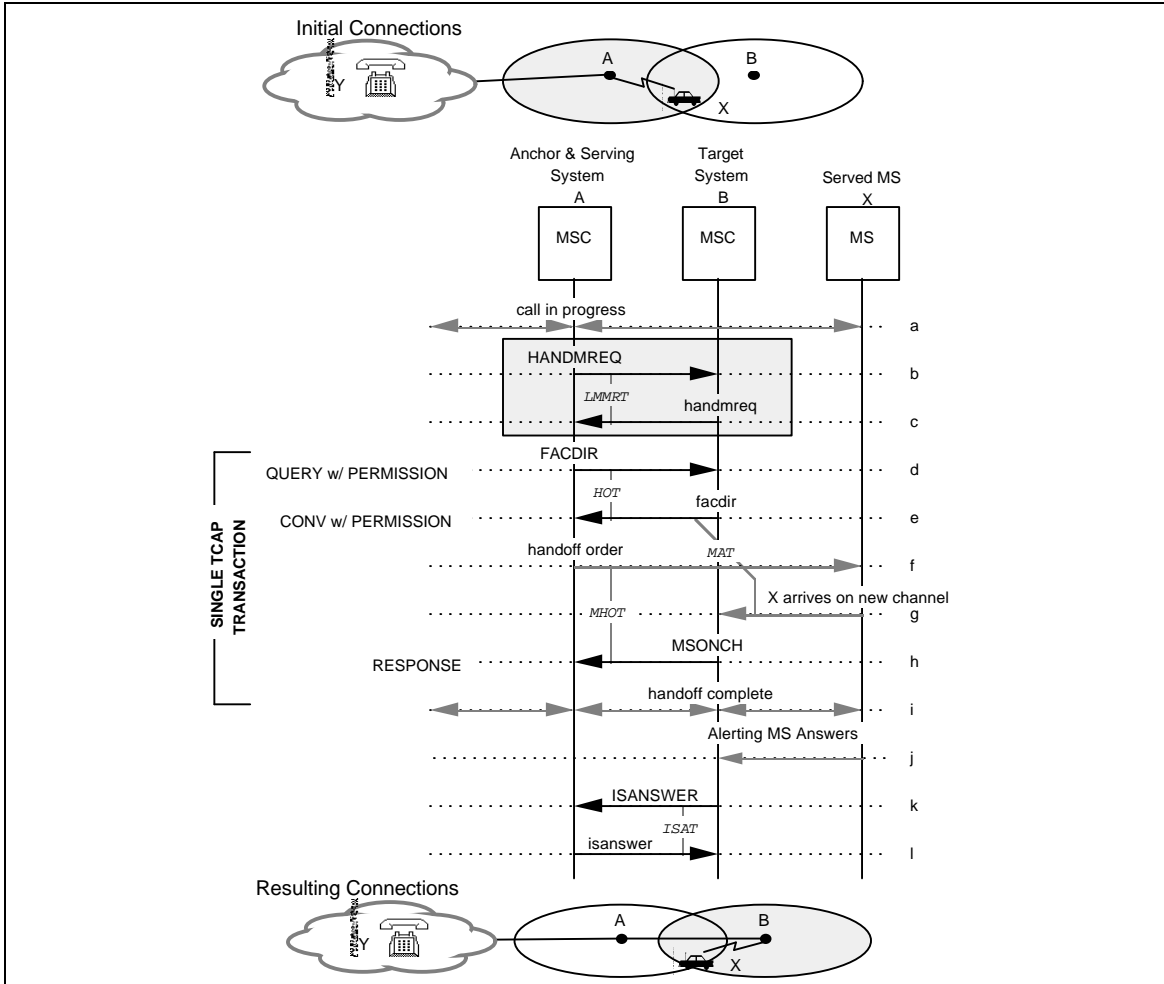 Initial Connections
Y
A
B
X
Anchor & Serving
System
A
Target
System
B
Served MS
X
MSC
MSC
MS
call in progress
a
HANDMREQ
b
LMMRT
handmreq
c
SINGLE TCAP
TRANSACTION
FACDIR
QUERY w/ PERMISSION
d
HOT
facdir
CONV w/ PERMISSION
e
handoff order
MAT
f
X arrives on new channel
MHOT
g
MSONCH
RESPONSE
h
handoff complete
i
Alerting MS Answers
j
ISANSWER
k
ISAT
isanswer
l
Resulting Connections
Y
A
B
X